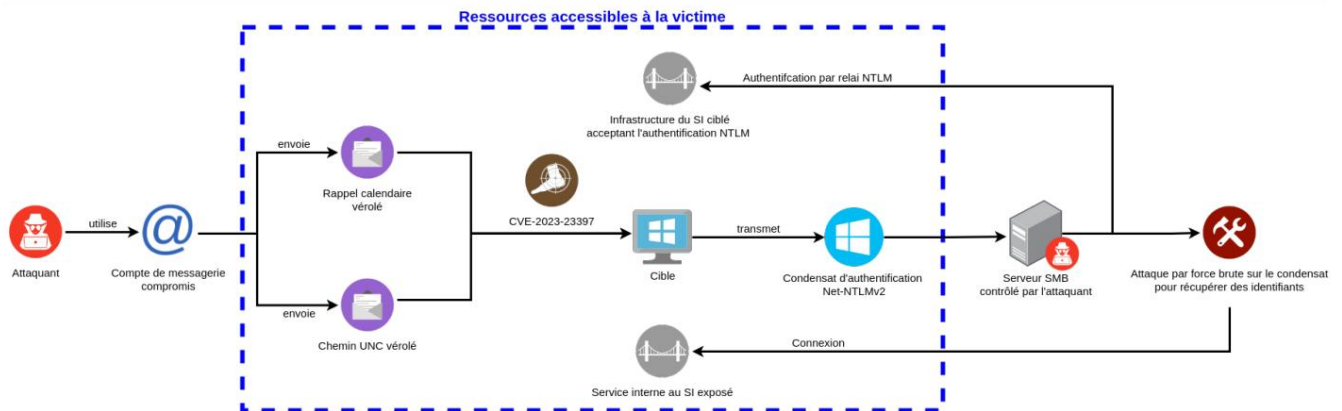 Ressources accessibles à la victime
Authentifcation par relai NTLM
Infrastructure du SI ciblé
acceptant l'authentification NTLM
envoie
Rappel calendaire
vérolé
CVE-2023-23397
utilise
Attaquant
@
Compte de messagerie
compromis
transmet
Cible
Condensat d'authentification
Net-NTLMv2
Serveur SMB
contrôlé par l'attaquant
Attaque par force brute sur le condensat
pour récupérer des identifiants
envoie
Chemin UNC vérolé
Connexion
Service interne au SI exposé